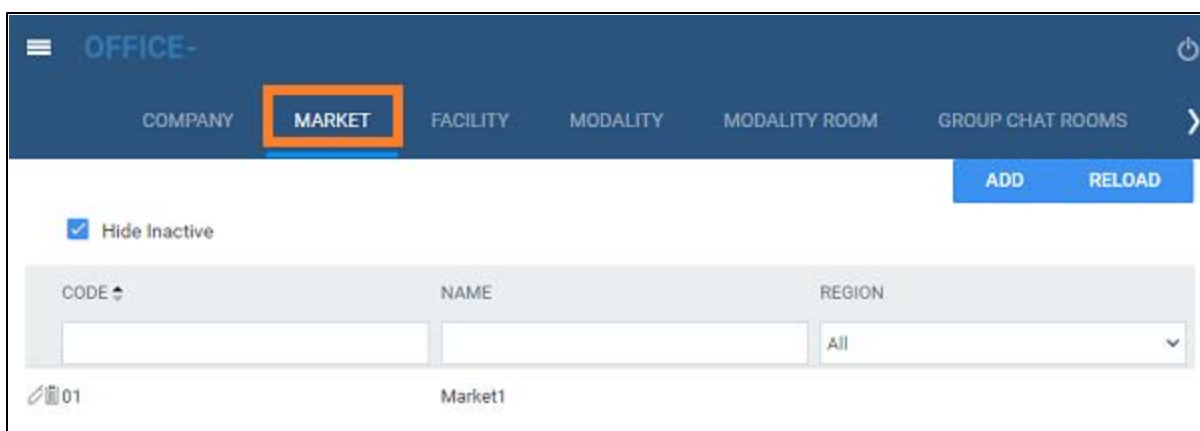 OFFICE-
COMPANY MARKET FACILITY MODALITY MODALITY ROOM GROUP CHAT ROOMS
ADD RELOAD
Hide Inactive
CODE NAME REGION
All
01 Market1